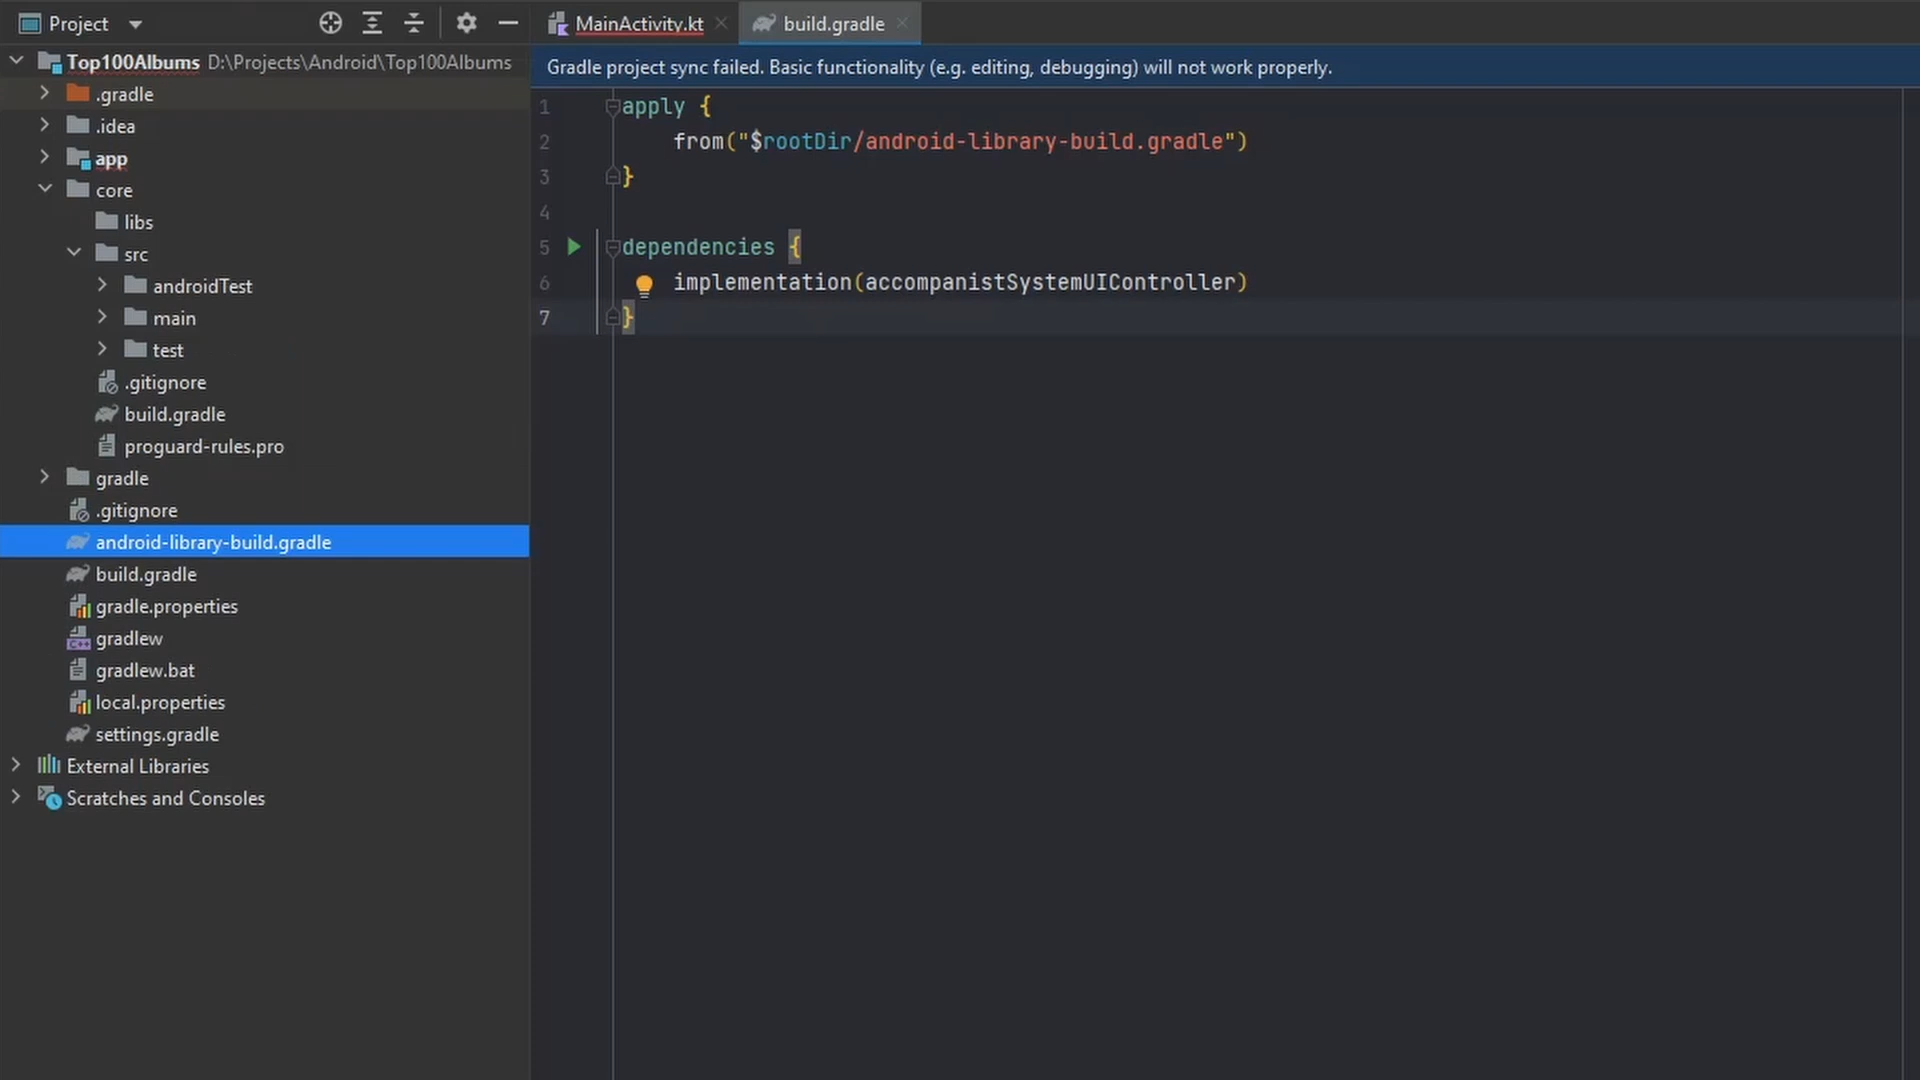 Project
MainActivity.kt
build.gradle
Top100Albums D:\Projects\Android\Top100Albums
.gradle
.idea
app
core
libs
src
androidTest
main
test
.gitignore
build.gradle
proguard-rules.pro
gradle
.gitignore
android-library-build.gradle
build.gradle
gradle.properties
C++ gradlew
gradlew.bat
local.properties
settings.gradle
External Libraries
Scratches and Consoles
Gradle project sync failed. Basic functionality (e.g. editing, debugging) will not work properly.
1 apply {
2 from("$rootDir/android-library-build.gradle")
3 }
4
5 dependencies {
6 implementation(accompanistSystemUIController)
7 }